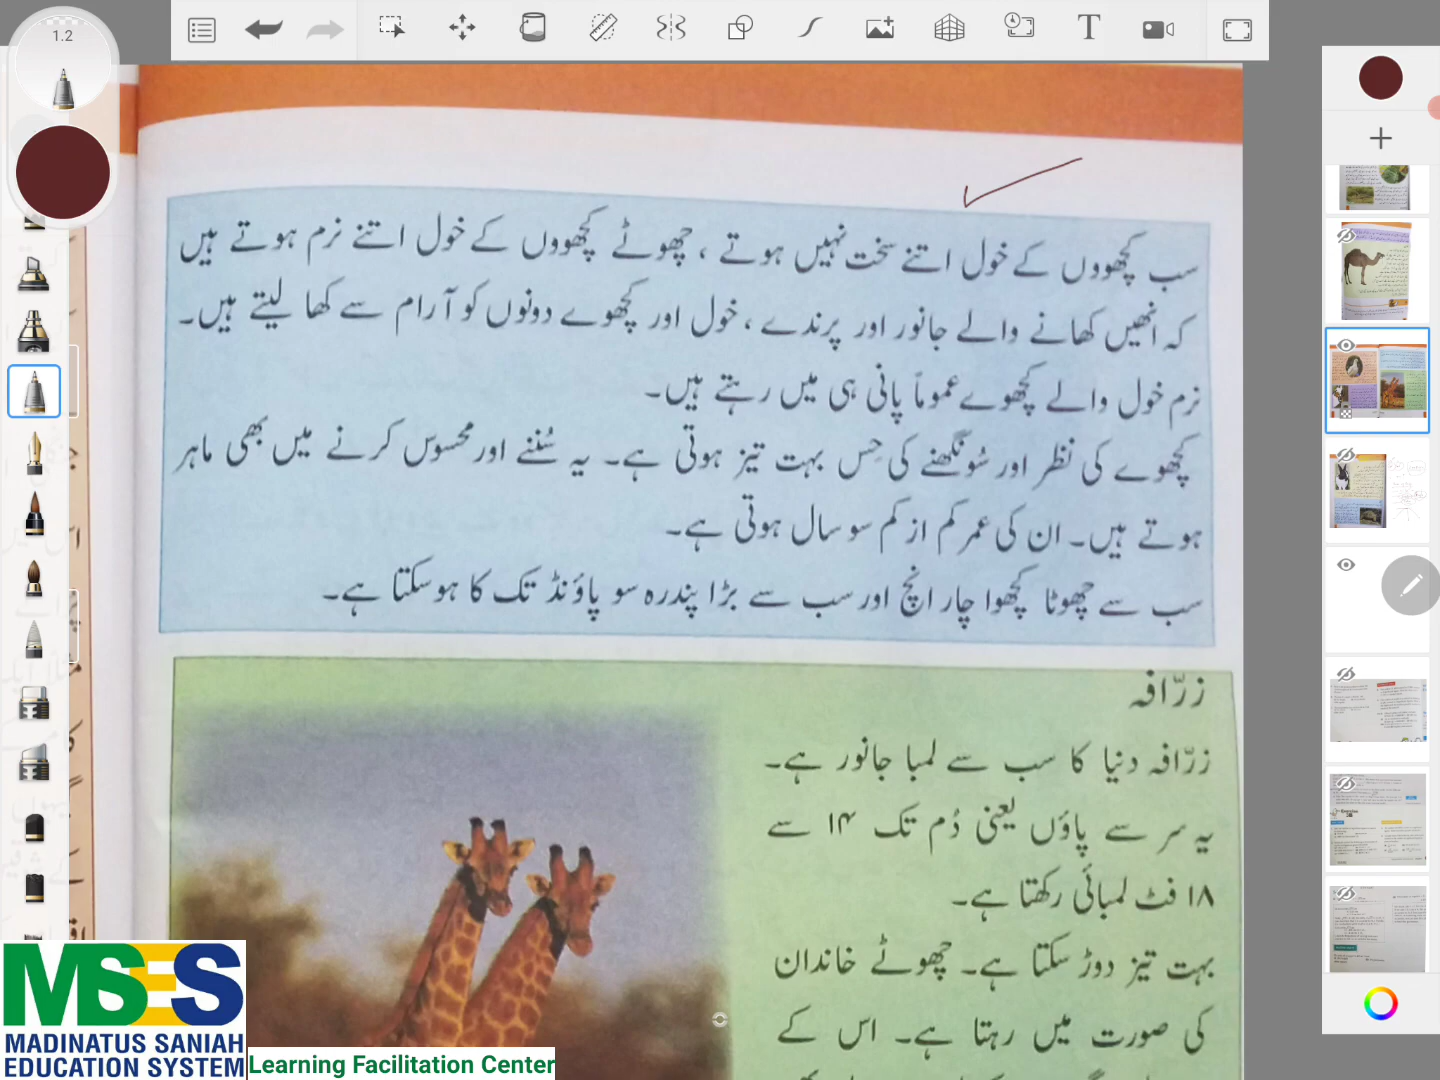 1.2
T
سب کچھووں کے خول اتنے سخت نہیں ہوتے ، چھوٹے کچھووں کے خول اتنے نرم ہوتے ہیں
کہ انھیں کھانے والے جانور اور پرندے ، خول اور کچھوے دونوں کو آرام سے کھا لیتے ہیں۔
نرم خول والے کچھوے عموماً پانی ہی میں رہتے ہیں۔
کچھوے کی نظر اور سُونگھنے کی حِس بہت تیز ہوتی ہے۔ یہ سُننے اور محسوس کرنے میں بھی ماہر
ہوتے ہیں۔ ان کی عمر کم از کم سو سال ہوتی ہے۔
سب سے چھوٹا کچھوا چار انچ اور سب سے بڑا پندرہ سو پاؤنڈ تک کا ہوسکتا ہے۔
زرّافہ
زرّافہ دنیا کا سب سے لمبا جانور ہے۔
یہ سر سے پاؤں یعنی دُم تک ۱۴ سے
۱۸ فٹ لمبائی رکھتا ہے۔
بہت تیز دوڑ سکتا ہے۔ چھوٹے خاندان
کی صورت میں رہتا ہے۔ اس کے
MSES
MADINATUS SANIAH
EDUCATION SYSTEM
Learning Facilitation Center